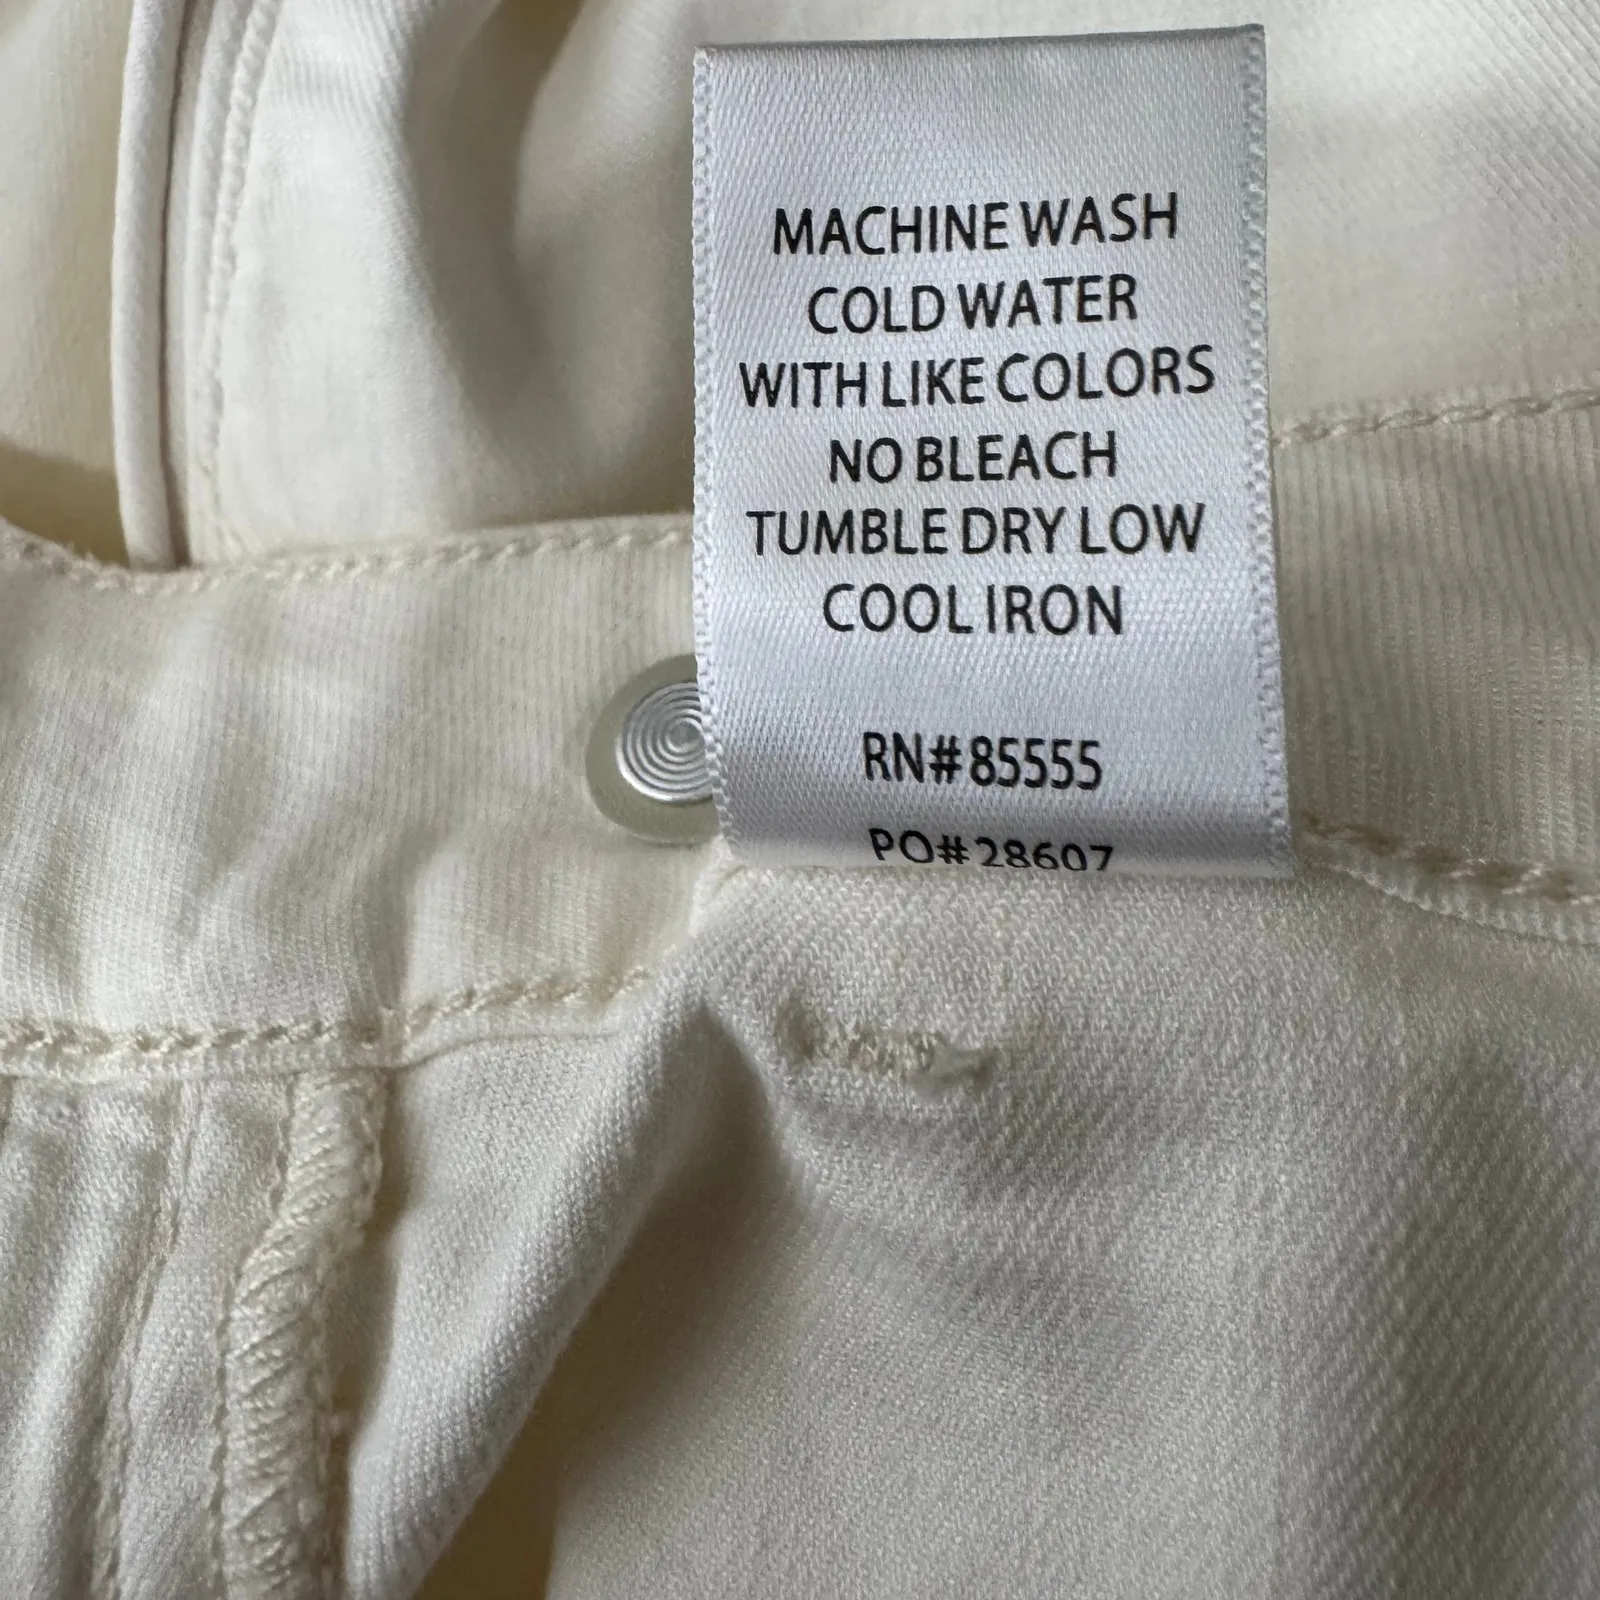 MACHINE WASH
COLD WATER
WITH LIKE COLORS
NO BLEACH
TUMBLE DRY LOW
COOL IRON
RN#85555
PO#28607